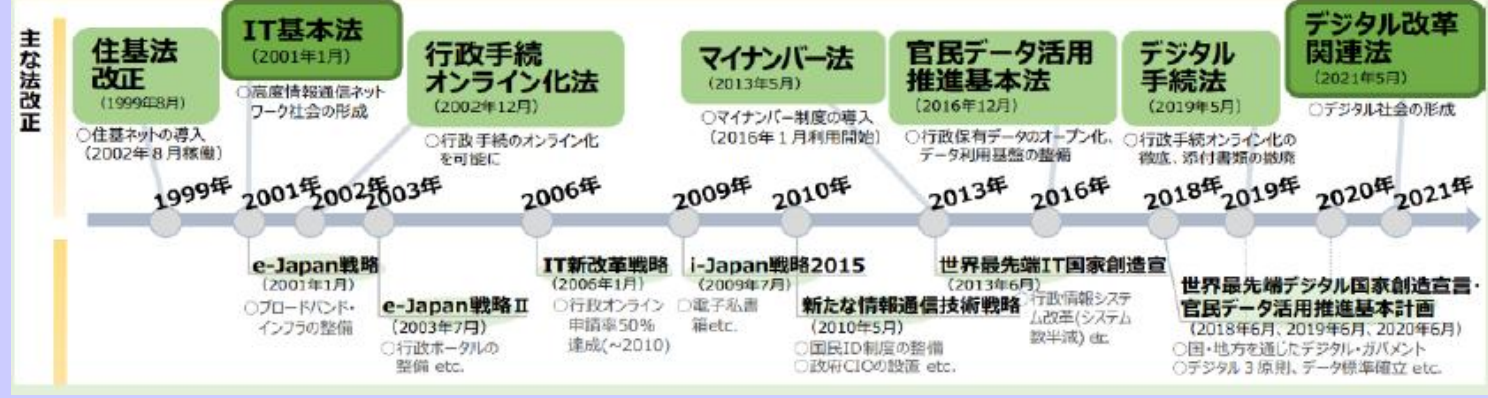 主な法改正
住基法
改正
(1999年8月)
○住基ネットの導入
(2002年8月稼働)
IT基本法
(2001年1月)
○高度情報通信ネット
ワーク社会の形成
行政手続
オンライン化法
(2002年12月)
○行政手続のオンライン化
を可能に
マイナンバー法
(2013年5月)
○マイナンバー制度の導入
(2016年1月利用開始)
官民データ活用
推進基本法
(2016年12月)
○行政保有データのオープン化、
データ利用基盤の整備
デジタル
手続法
(2019年5月)
○行政手続オンライン化の
徹底、添付書類の撤廃
デジタル改革
関連法
(2021年5月)
○デジタル社会の形成
1999年
2001年
2002年
2003年
2006年
2009年
2010年
2013年
2016年
2018年
2019年
2020年
2021年
e-Japan戦略
(2001年1月)
○ブロードバンド・
インフラの整備
e-Japan戦略Ⅱ
(2003年7月)
○行政ポータルの
整備 etc.
IT新改革戦略
(2006年1月)
○行政オンライン
申請率50%
達成(~2010)
i-Japan戦略2015
(2009年7月)
○電子私書
箱etc.
新たな情報通信技術戦略
(2010年5月)
○国民ID制度の整備
○政府CIOの設置 etc.
世界最先端IT国家創造宣
(2013年6月)
○行政情報システ
ム改革(システム
数半減) etc.
世界最先端デジタル国家創造宣言・
官民データ活用推進基本計画
(2018年6月、2019年6月、2020年6月)
○国・地方を通じたデジタル・ガバメント
○デジタル3原則、データ標準確立 etc.